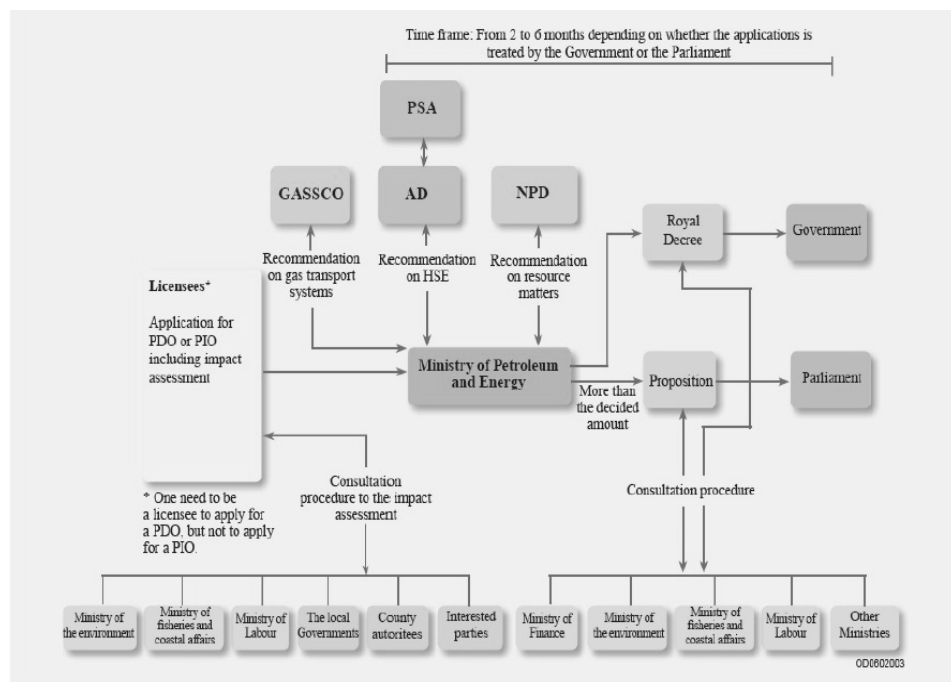 Time frame: From 2 to 6 months depending on whether the applications is
treated by the Government or the Parliament
PSA
GASSCO
AD
NPD
Royal
Decree
Government
Recommendation
on gas transport
systems
Recommendation
on HSE
Recommendation
on resource
matters
Licensees*
Application for
PDO or PIO
including impact
assessment
Ministry of Petroleum
and Energy
More than
the decided
amount
Proposition
Parliament
* One need to be
a licensee to apply for
a PDO, but not to apply
for a PIO.
Consultation
procedure to the impact
assessment
Consultation procedure
Ministry of
the environment
Ministry of
fisheries and
coastal affairs
Ministry of
Labour
The local
Governments
County
autoritees
Interested
parties
Ministry of
Finance
Ministry of
the environment
Ministry of
fisheries and
coastal affairs
Ministry of
Labour
Other
Ministries
OD0602003